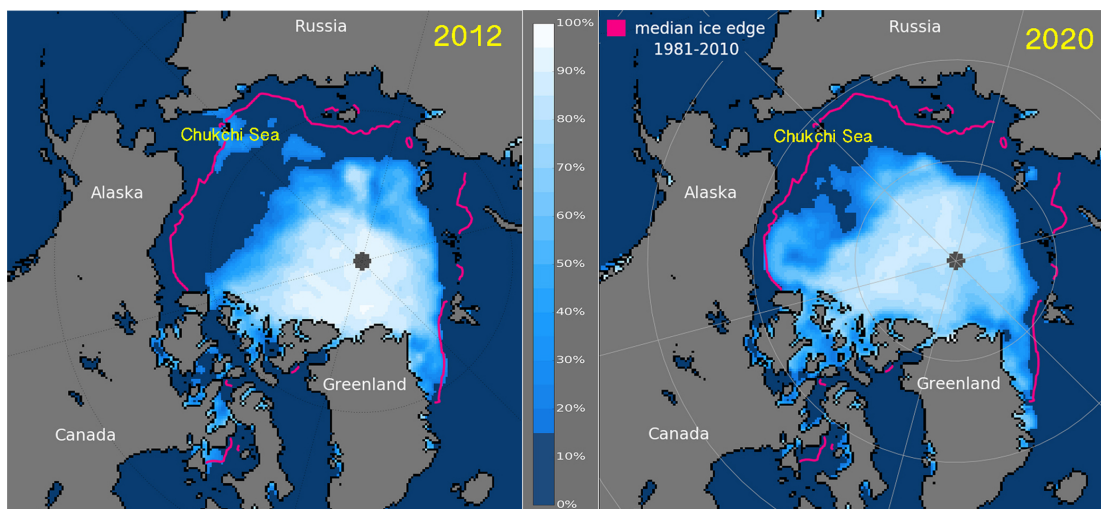 Russia
2012
Chukchi Sea
Alaska
Greenland
Canada
100%
90%
80%
70%
60%
50%
40%
30%
20%
10%
0%
median ice edge
1981-2010
Russia
2020
Chukchi Sea
Alaska
Greenland
Canada